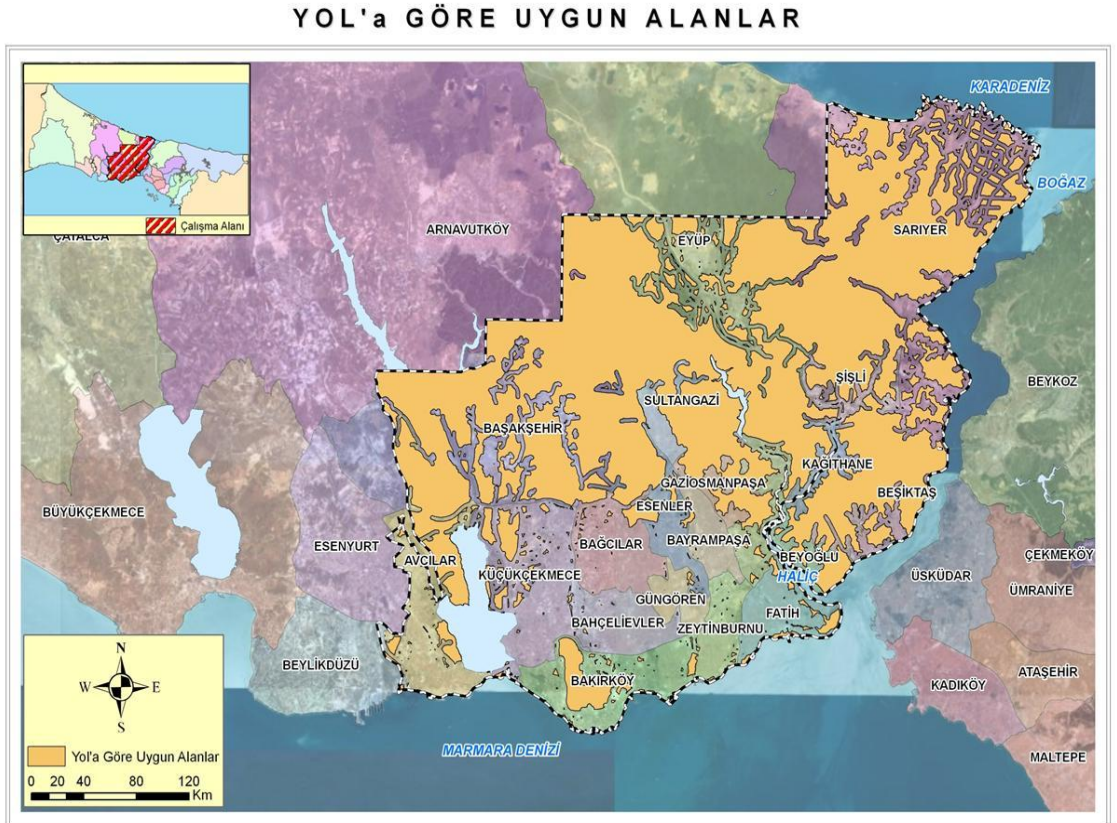 YOL'a GÖRE UYGUN ALANLAR
KARADENİZ
BOĞAZ
Çalışma Alanı
ÇATALCA
ARNAVUTKÖY
EYÜP
SARIYER
BEYKOZ
ŞİŞLİ
SULTANGAZİ
BAŞAKŞEHİR
KAĞITHANE
GAZİOSMANPAŞA
BEŞİKTAŞ
ESENLER
BÜYÜKÇEKMECE
ESENYURT
BAĞCILAR
BAYRAMPAŞA
BEYOĞLU
ÇEKMEKÖY
AVCILAR
KÜÇÜKÇEKMECE
HALİÇ
ÜSKÜDAR
ÜMRANİYE
GÜNGÖREN
FATİH
BAHÇELİEVLER
ZEYTİNBURNU
BEYLİKDÜZÜ
BAKIRKÖY
KADIKÖY
ATAŞEHİR
MARMARA DENİZİ
MALTEPE
N
W E
S
Yol'a Göre Uygun Alanlar
0 20 40 80 120
Km